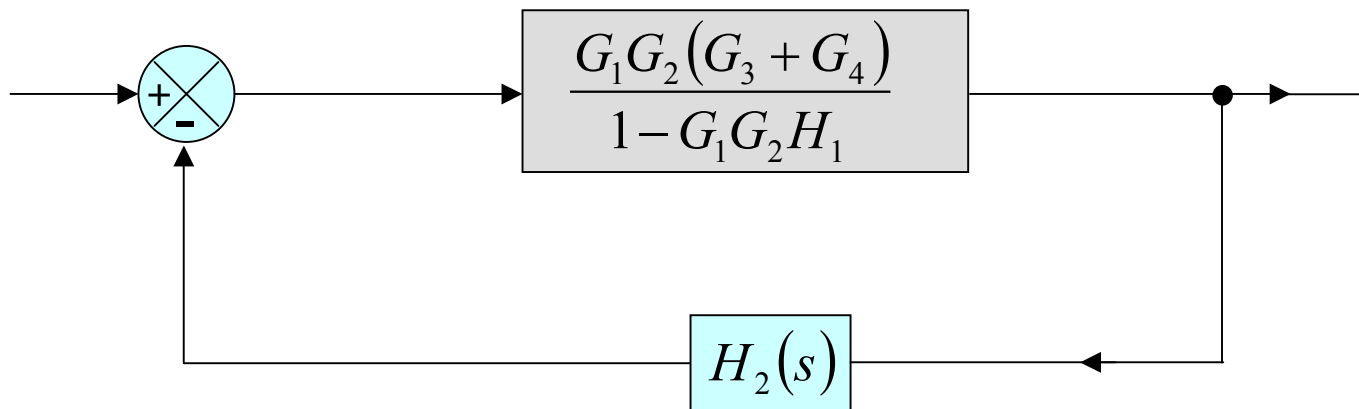 G₁G₂(G₃ + G₄)
1 − G₁G₂H₁
+
-
H₂(s)